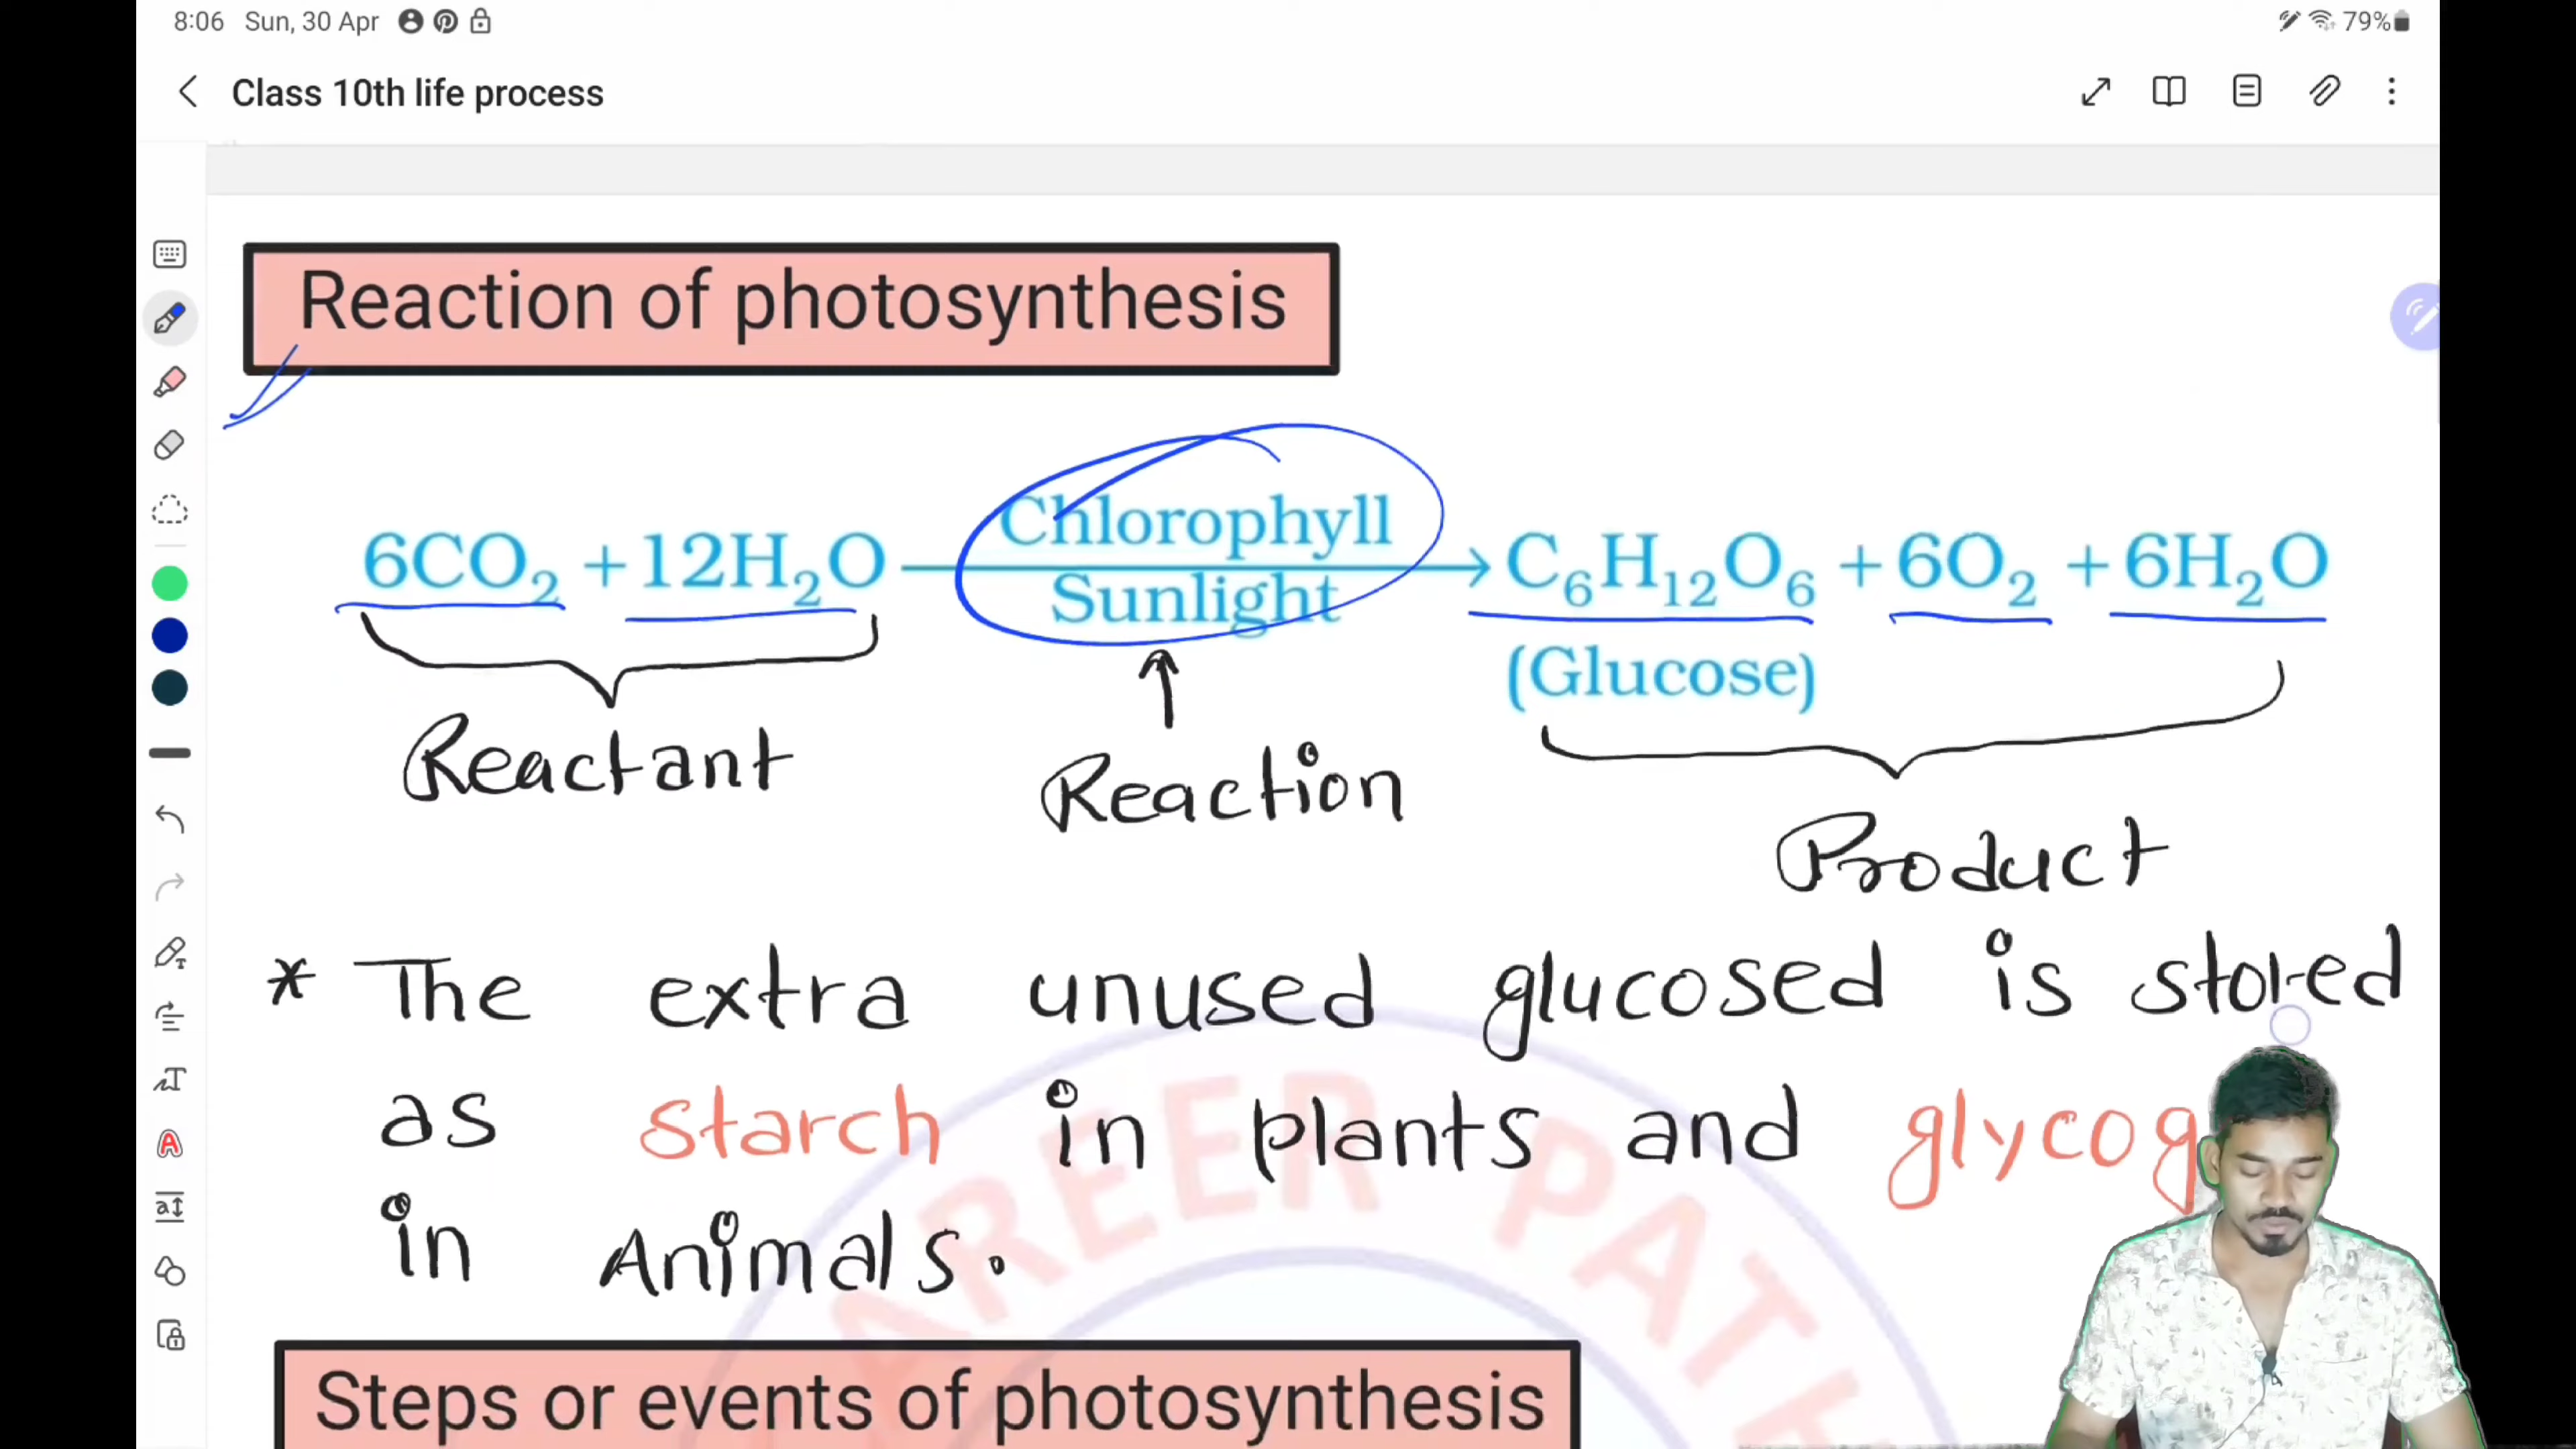 8:06 Sun, 30 Apr 79%
Class 10th life process
Reaction of photosynthesis
6CO₂ + 12H₂O Chlorophyll Sunlight → C₆H₁₂O₆ + 6O₂ + 6H₂O
(Glucose)
Reactant Reaction Product
* The extra unused glucosed is stored
as starch in plants and
in Animals.
Steps or events of photosynthesis